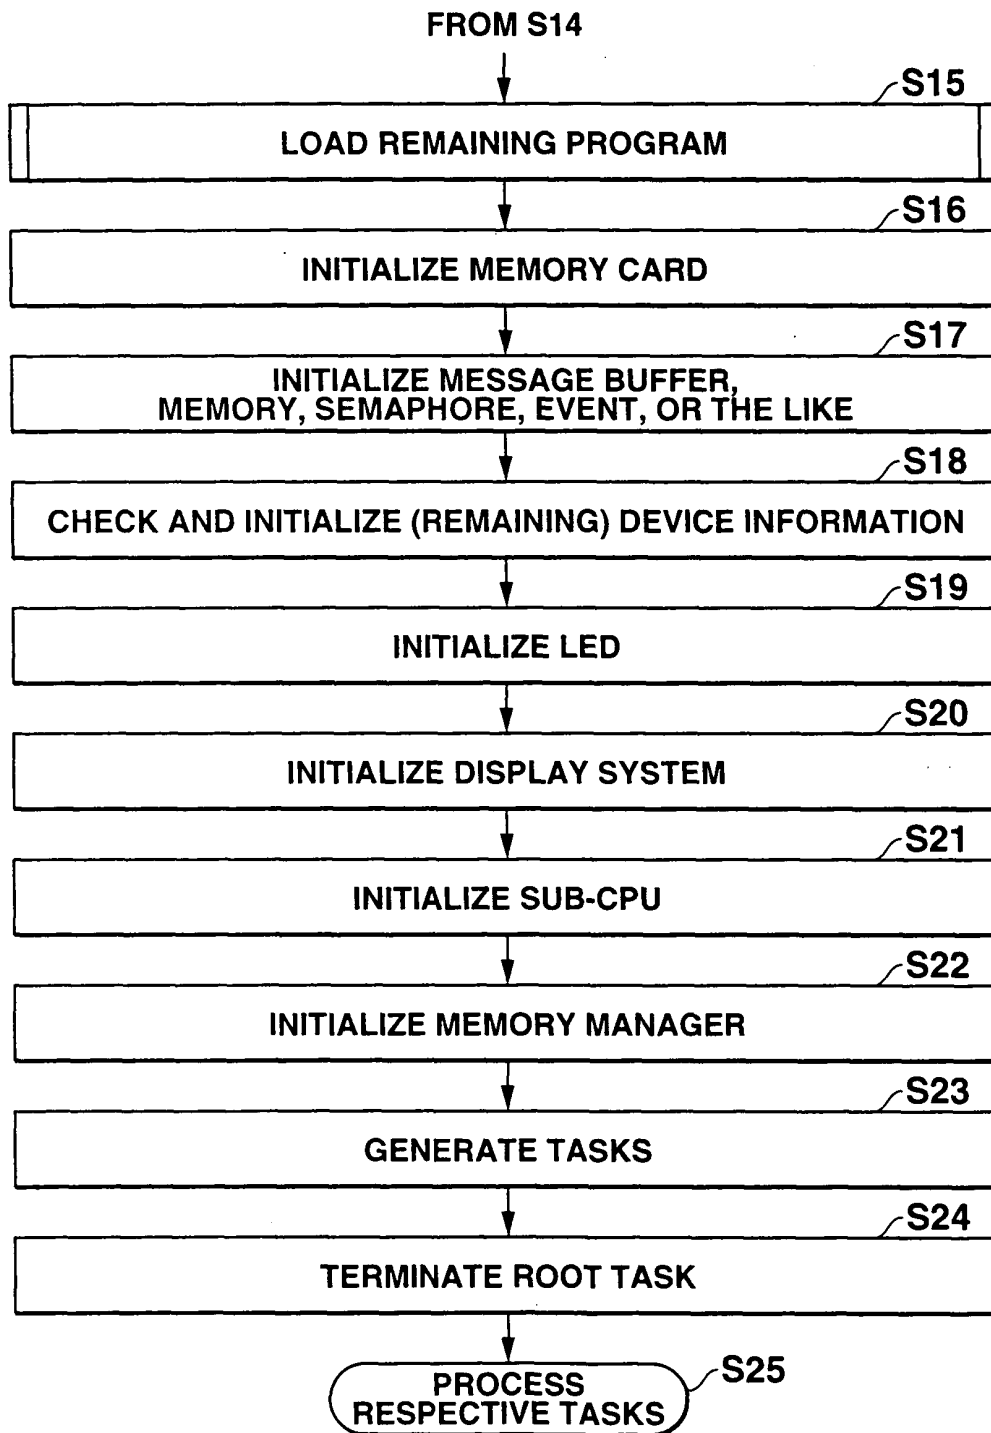 FROM S14
S15
LOAD REMAINING PROGRAM
S16
INITIALIZE MEMORY CARD
S17
INITIALIZE MESSAGE BUFFER,
MEMORY, SEMAPHORE, EVENT, OR THE LIKE
S18
CHECK AND INITIALIZE (REMAINING) DEVICE INFORMATION
S19
INITIALIZE LED
S20
INITIALIZE DISPLAY SYSTEM
S21
INITIALIZE SUB-CPU
S22
INITIALIZE MEMORY MANAGER
S23
GENERATE TASKS
S24
TERMINATE ROOT TASK
S25
PROCESS
RESPECTIVE TASKS